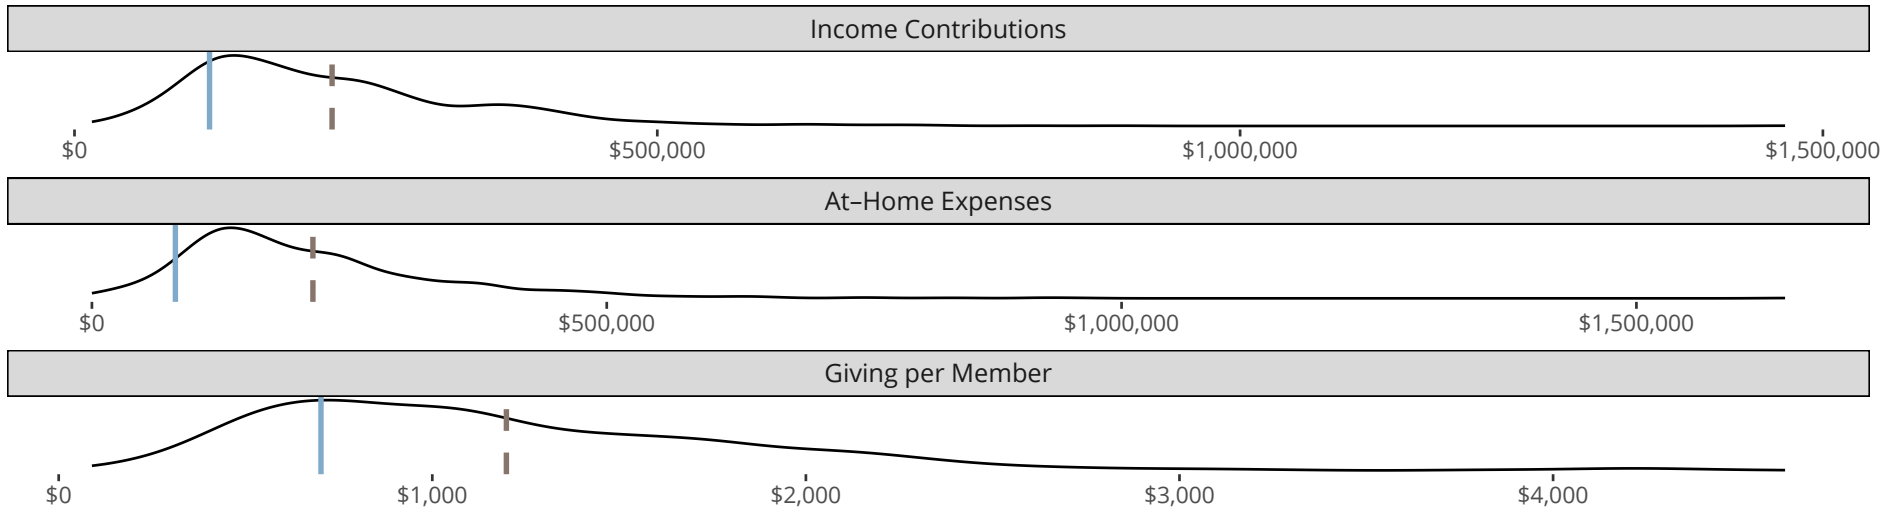 Income Contributions
$0 $500,000 $1,000,000 $1,500,000
At–Home Expenses
$0 $500,000 $1,000,000 $1,500,000
Giving per Member
$0 $1,000 $2,000 $3,000 $4,000